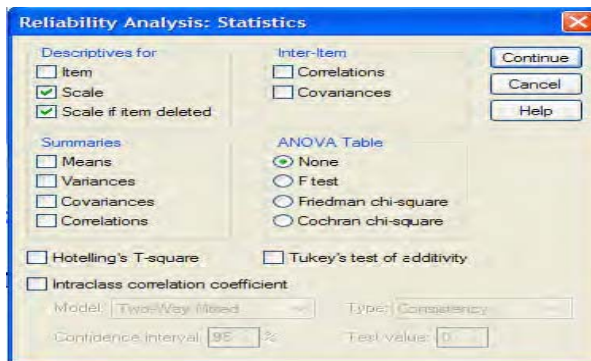 Reliability Analysis: Statistics
Descriptives for
Item
Scale
Scale if item deleted
Inter-Item
Correlations
Covariances
Continue
Cancel
Help
Summaries
Means
Variances
Covariances
Correlations
ANOVA Table
None
F test
Friedman chi-square
Cochran chi-square
Hotelling's T-square
Tukey's test of additivity
Intraclass correlation coefficient
Model: Two-Way Mixed Type: Consistency
Confidence interval: 95 % Test value: 0